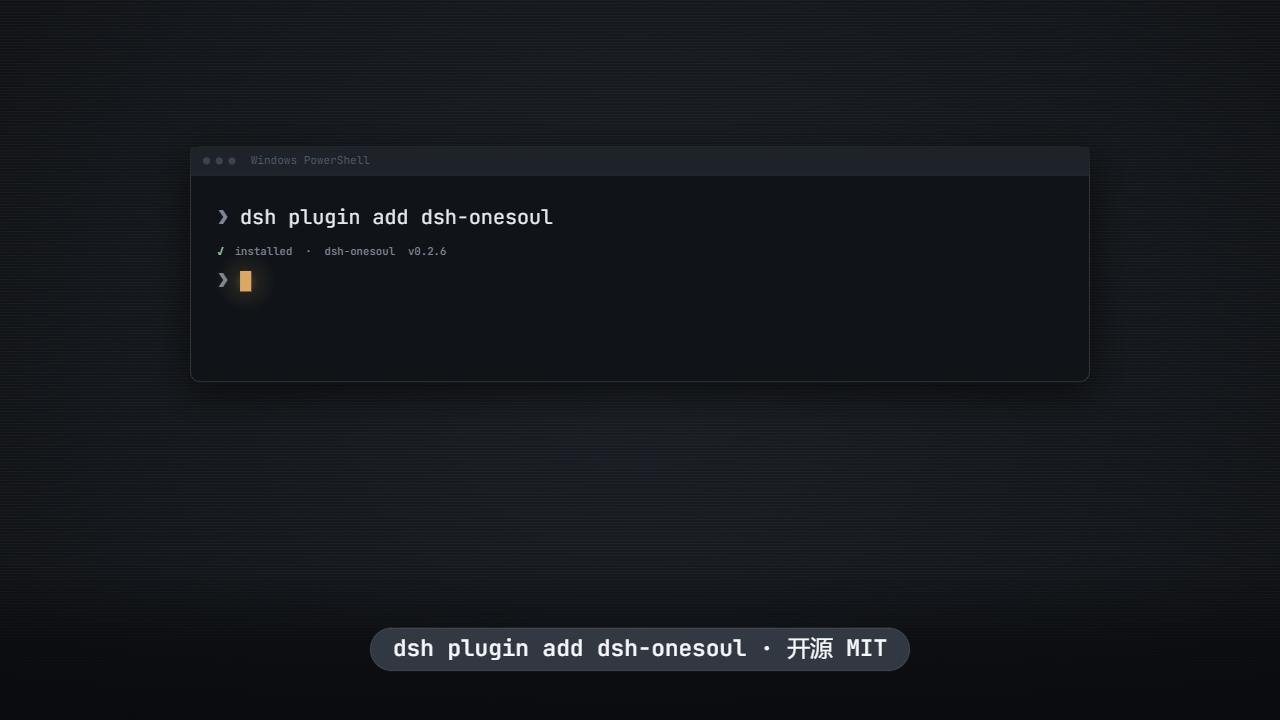 Windows PowerShell
❯ dsh plugin add dsh-onesoul
✓ installed · dsh-onesoul v0.2.6
❯
dsh plugin add dsh-onesoul · 开源 MIT